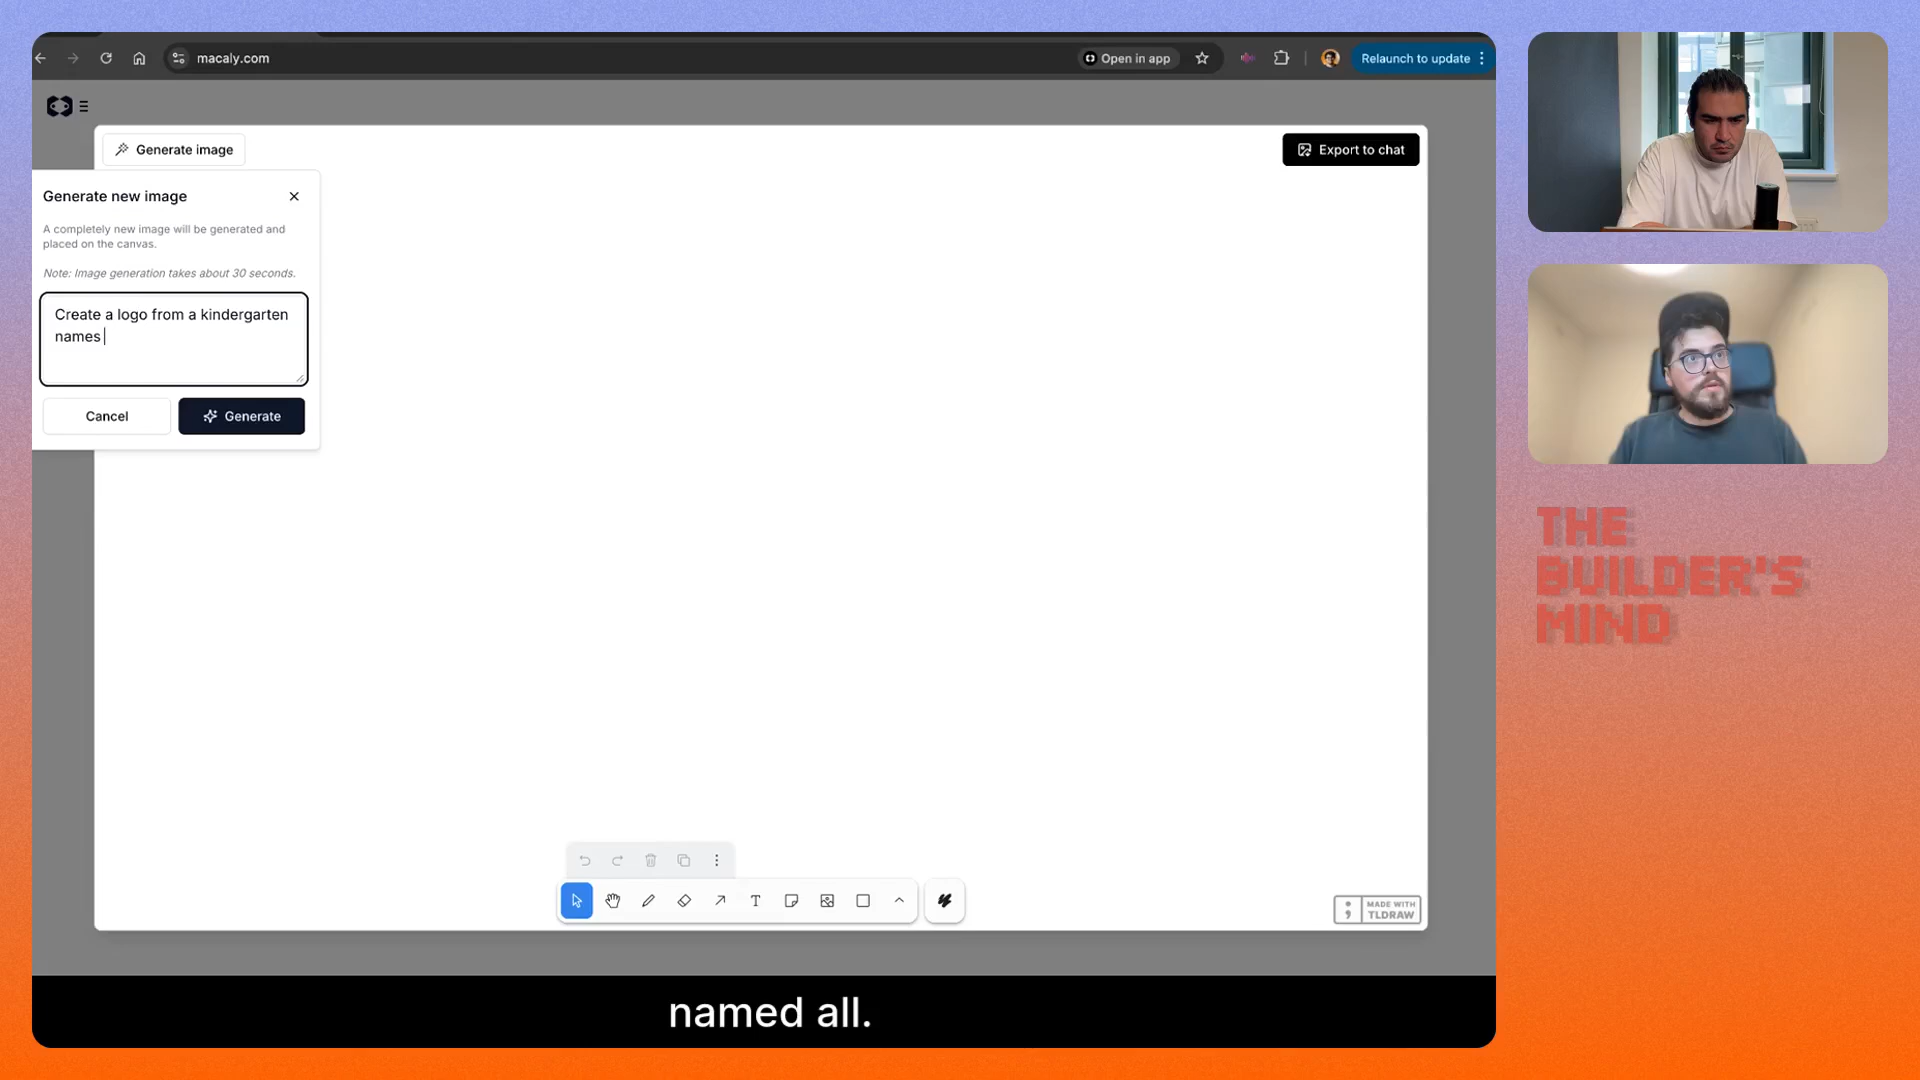 macaly.com
Open in app
Relaunch to update
Generate image
Export to chat
Generate new image
A completely new image will be generated and
placed on the canvas.
Note: Image generation takes about 30 seconds.
Create a logo from a kindergarten
names
Cancel
Generate
THE
BUILDER'S
MIND
T
MADE WITH
TLDRAW
named all.